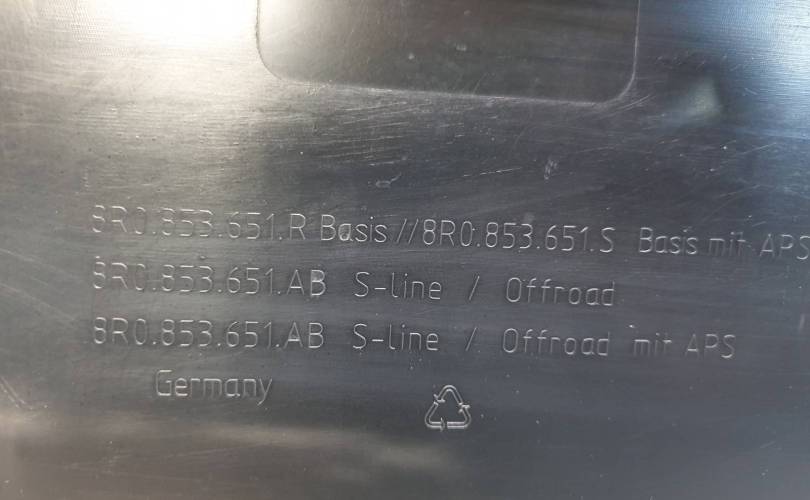 8R0.853.651.R Basis//8R0.853.651.S Basis mit APS
8R0.853.651.AB S-line / Offroad
8R0.853.651.AB S-line / Offroad mit APS
Germany